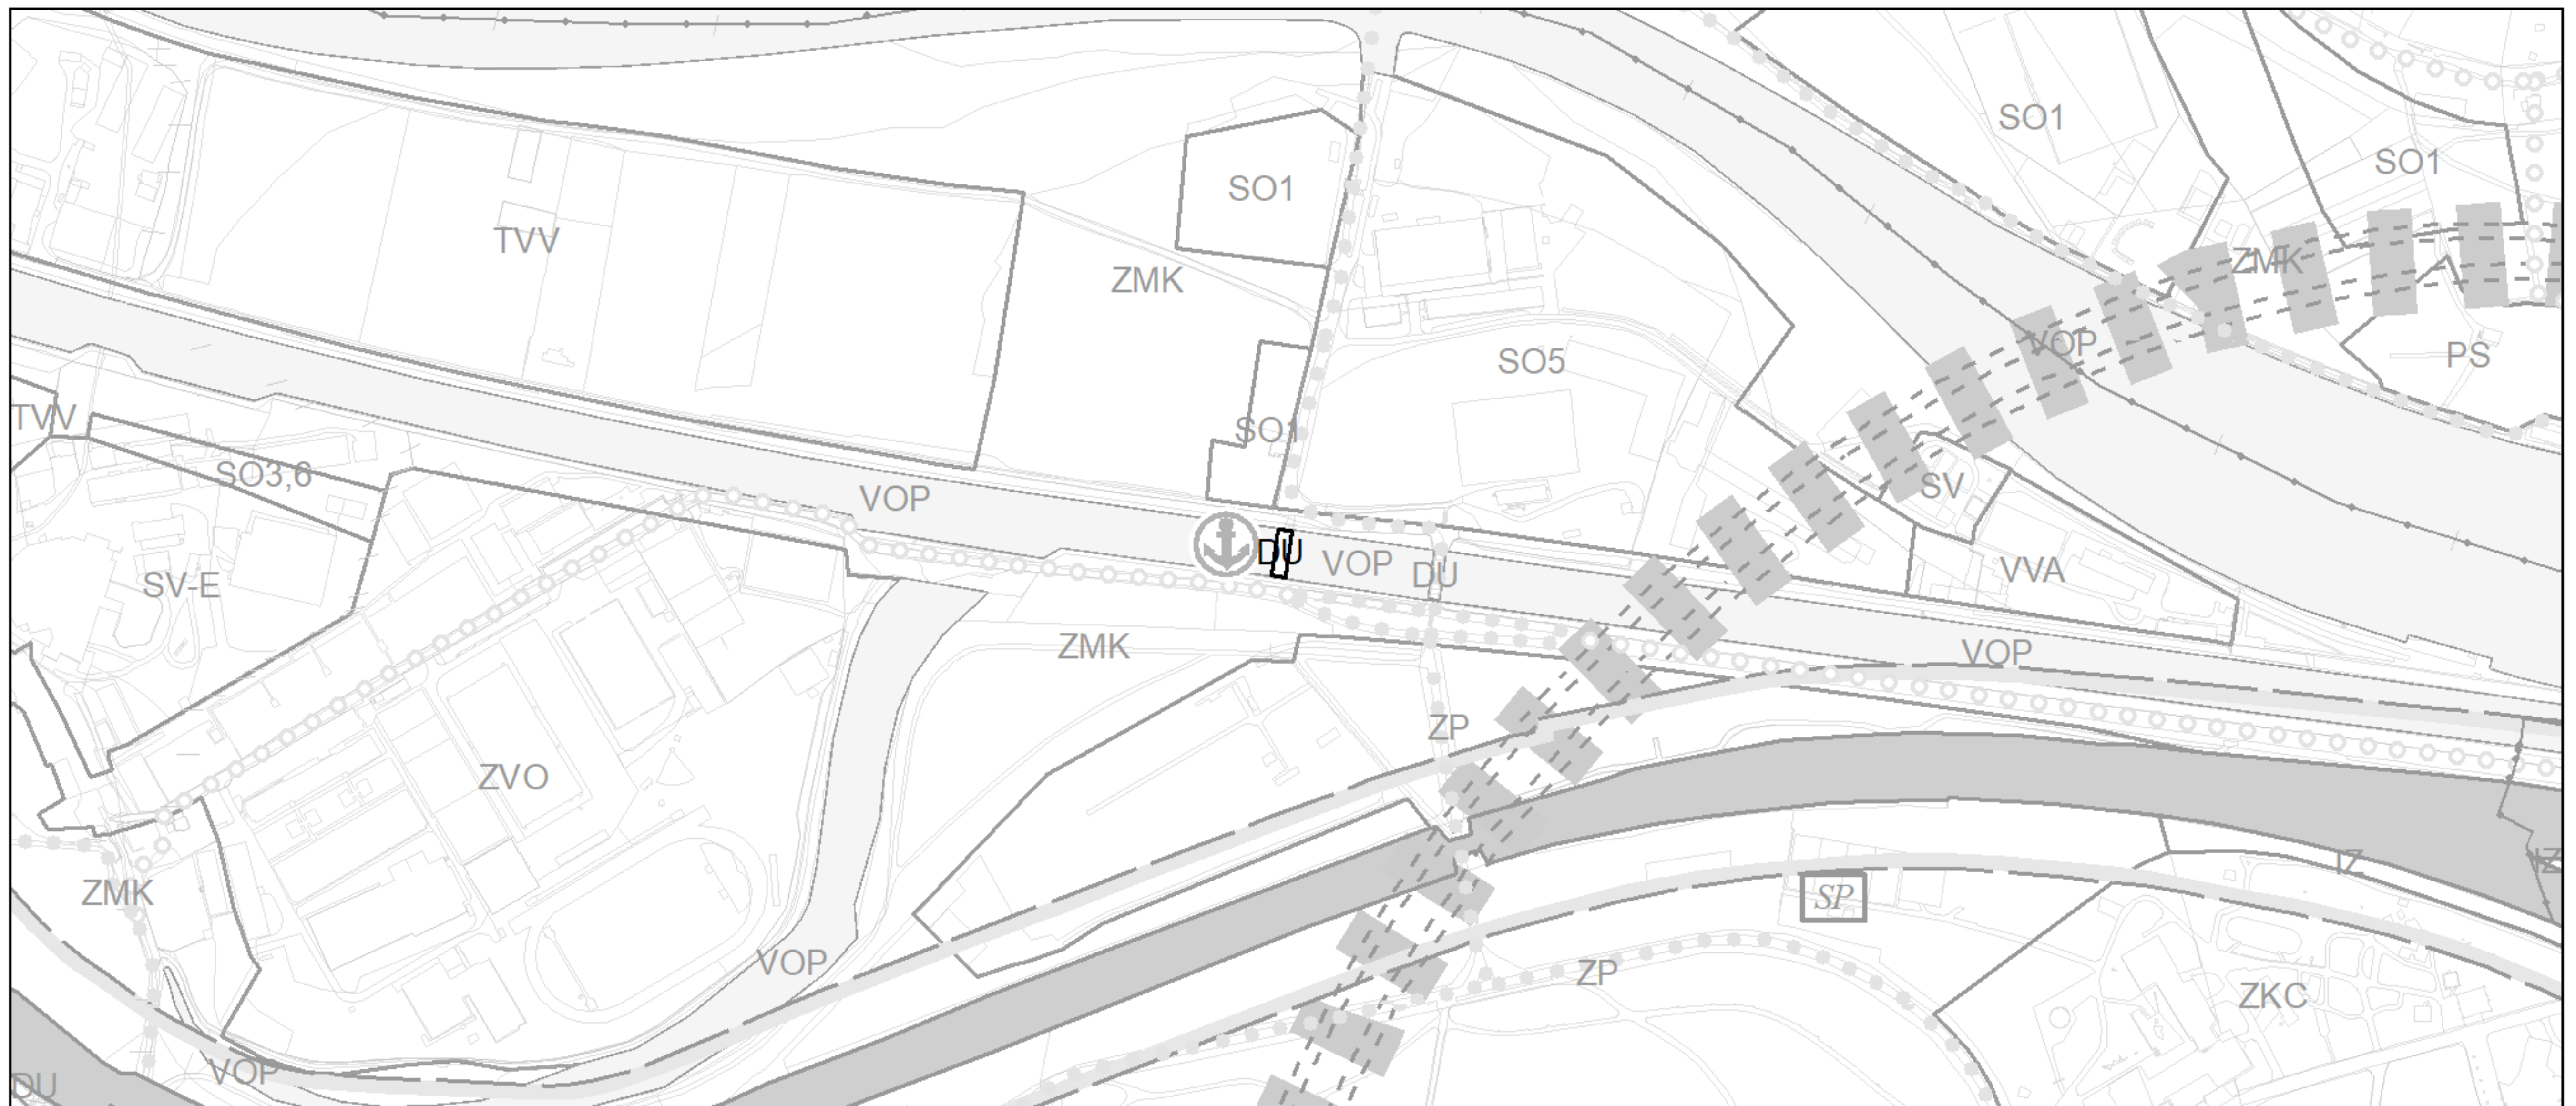 SO1
SO1
SO1
TVV
ZMK
ZMK
VOP
SO5
PS
TVV
SO1
SO3,6
SV
VOP
DU
VOP
DU
VVA
SV-E
ZMK
VOP
ZP
ZVO
IZ
IZ
ZMK
SP
VOP
ZP
ZKC
VOP
DU